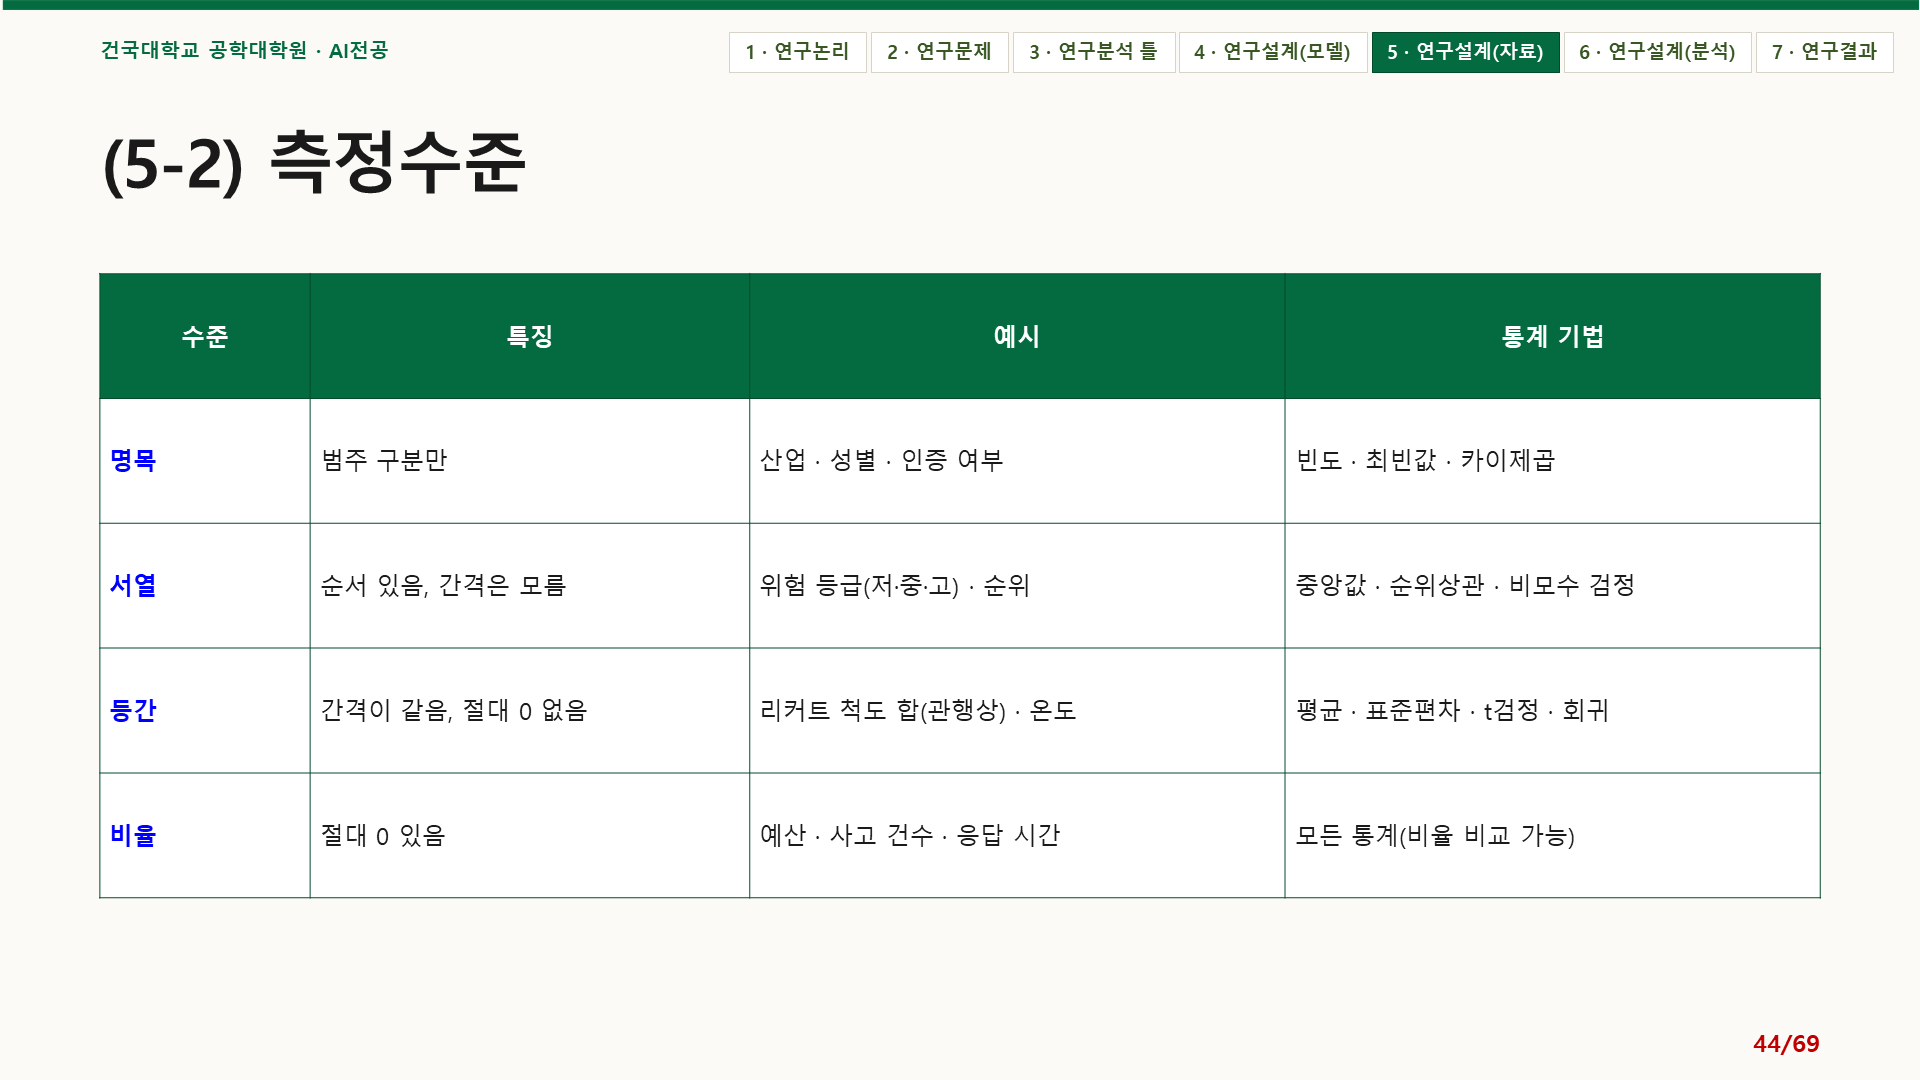 건국대학교 공학대학원 · AI전공
1 · 연구논리
2 · 연구문제
3 · 연구분석 틀
4 · 연구설계(모델)
5 · 연구설계(자료)
6 · 연구설계(분석)
7 · 연구결과
(5-2) 측정수준
수준 특징 예시 통계 기법
명목 범주 구분만 산업 · 성별 · 인증 여부 빈도 · 최빈값 · 카이제곱
서열 순서 있음, 간격은 모름 위험 등급(저·중·고) · 순위 중앙값 · 순위상관 · 비모수 검정
등간 간격이 같음, 절대 0 없음 리커트 척도 합(관행상) · 온도 평균 · 표준편차 · t검정 · 회귀
비율 절대 0 있음 예산 · 사고 건수 · 응답 시간 모든 통계(비율 비교 가능)
44/69